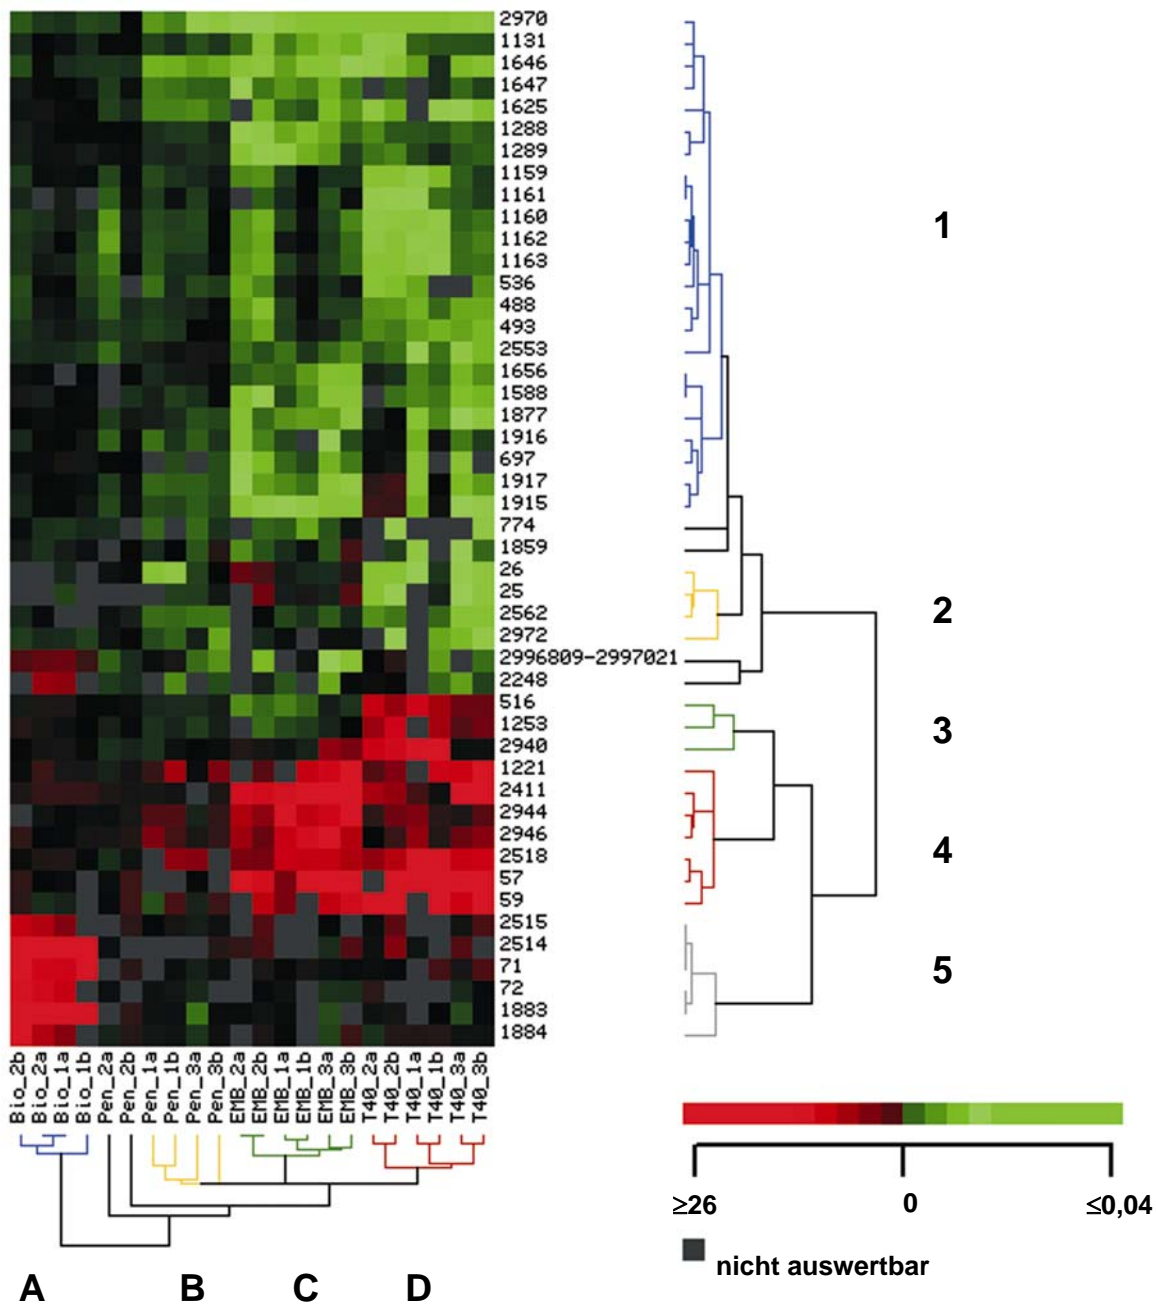 2970
1131
1646
1647
1625
1288
1289
1159
1161
1160
1162
1163
536
488
493
2553
1656
1588
1877
1916
697
1917
1915
774
1859
26
25
2562
2972
2996809-2997021
2248
516
1253
2940
1221
2411
2944
2946
2518
57
59
2515
2514
71
72
1883
1884
1
2
3
4
5
Bio_2b
Bio_2a
Bio_1a
Bio_1b
Pen_2a
Pen_2b
Pen_1a
Pen_1b
Pen_3a
Pen_3b
EMB_2a
EMB_2b
EMB_1a
EMB_1b
EMB_3a
EMB_3b
T40_2a
T40_2b
T40_1a
T40_1b
T40_3a
T40_3b
A B C D
≥26 0 ≤0,04
nicht auswertbar